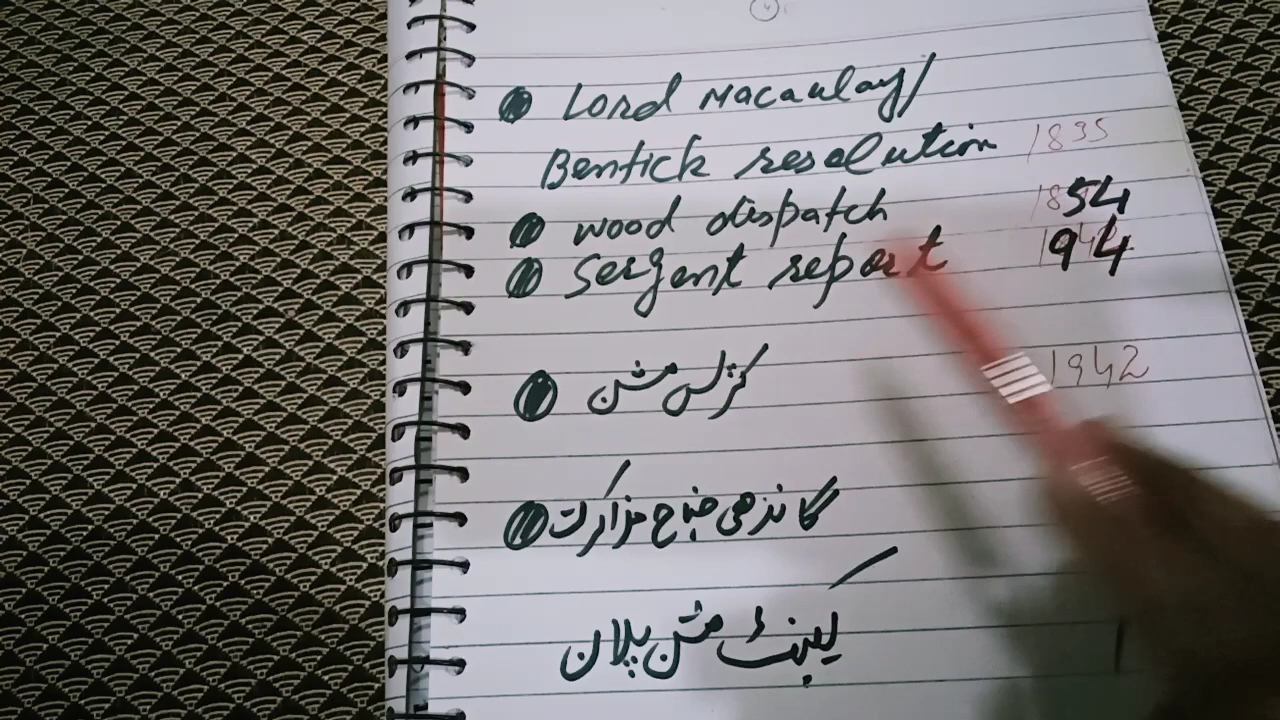 Lord Macaulay/
Bentick resolution 1835
wood dispatch 1854
Sergent report 1944
کرپس مشن 1942
گاندھی جناح مذاکرت
کیبنٹ مشن پلان